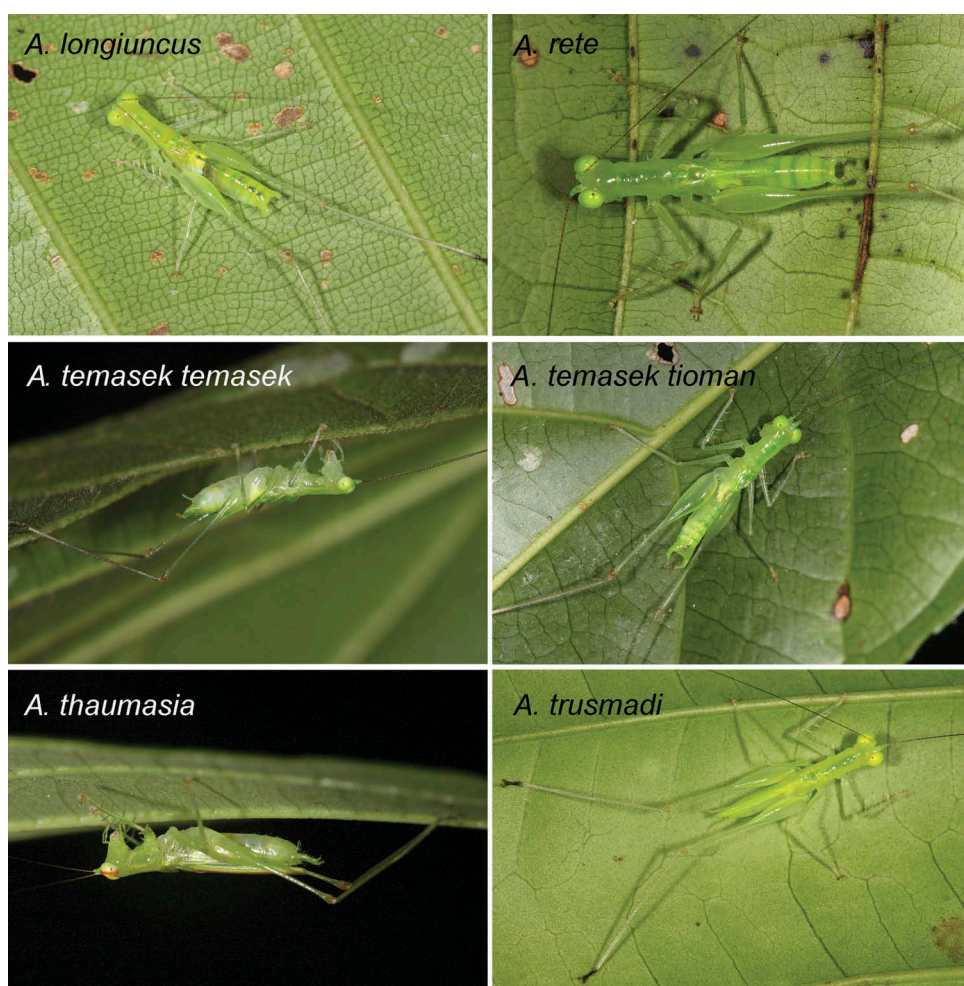 A. longiuncus
A. rete
A. temasek temasek
A. temasek tioman
A. thaumasia
A. trusmadi